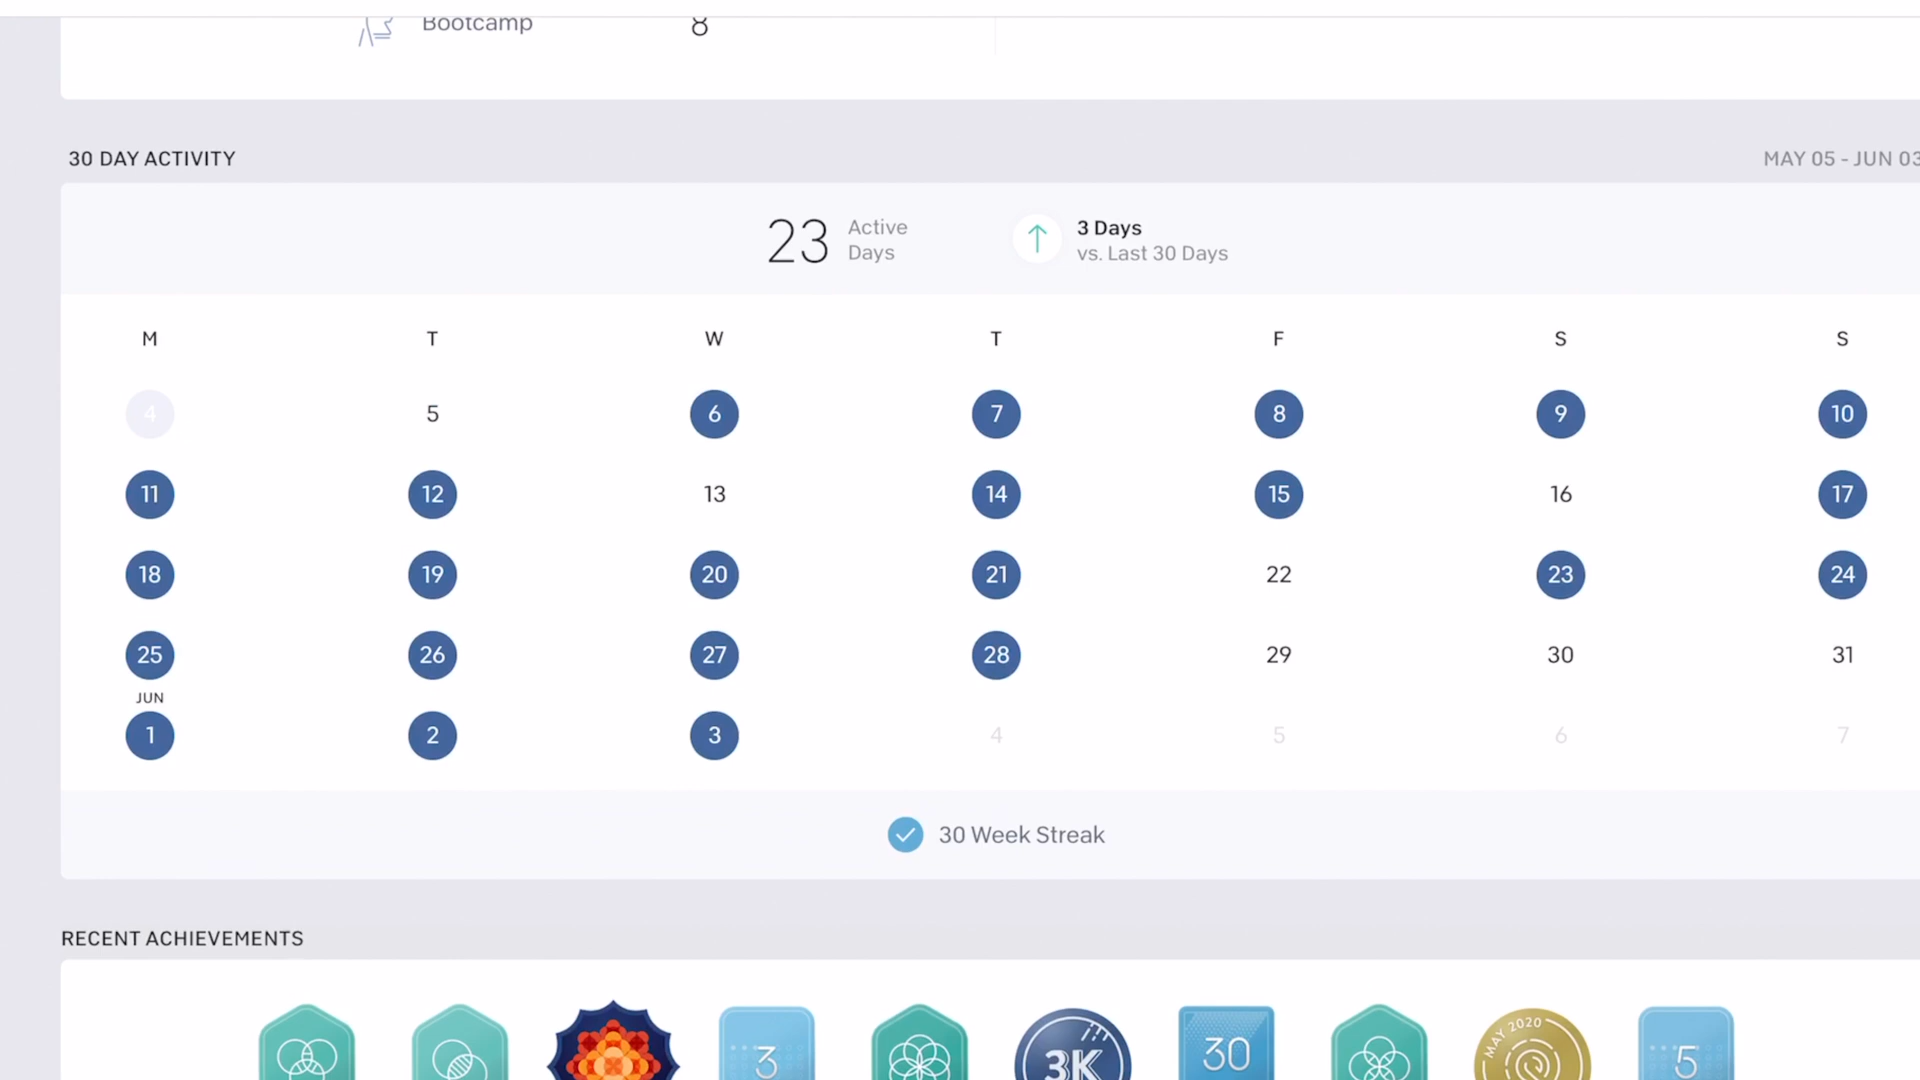 Bootcamp 8
30 DAY ACTIVITY MAY 05 - JUN 03
23 Active Days
3 Days
vs. Last 30 Days
M T W T F S S
4 5 6 7 8 9 10
11 12 13 14 15 16 17
18 19 20 21 22 23 24
25 26 27 28 29 30 31
JUN
1 2 3 4 5 6 7
30 Week Streak
RECENT ACHIEVEMENTS
3 3K 30 MAY 2020 5